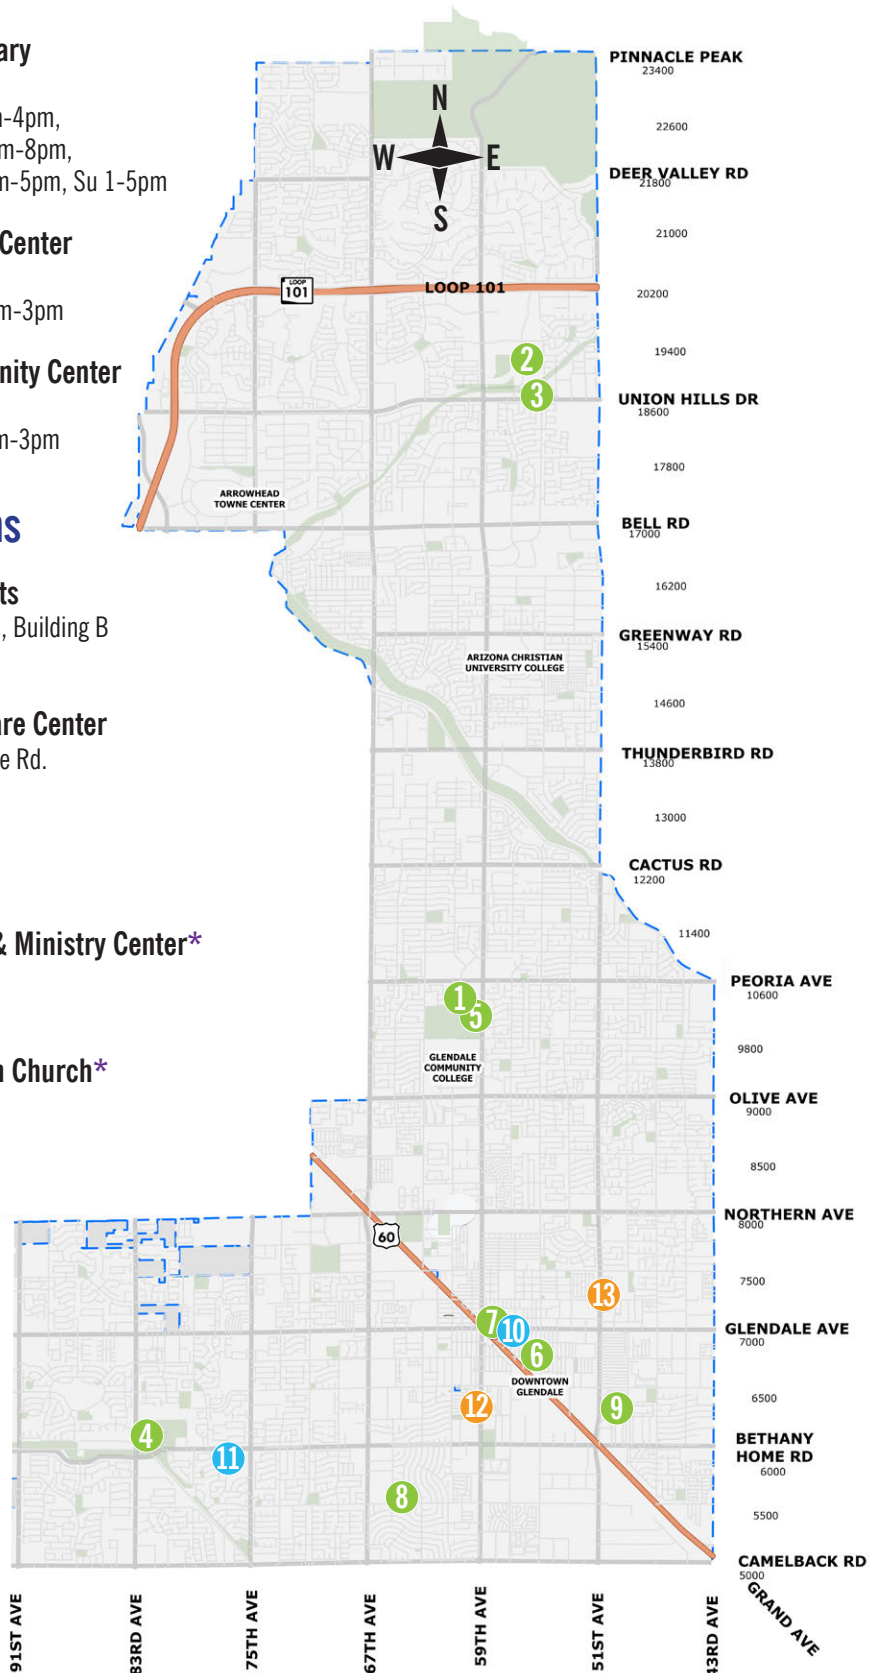 ary
m-4pm,
m-8pm,
m-5pm, Su 1-5pm
Center
m-3pm
nity Center
m-3pm
ns
ts
, Building B
are Center
e Rd.
& Ministry Center*
n Church*
N
W E
S
PINNACLE PEAK
23400
22600
DEER VALLEY RD
21800
21000
LOOP
101
LOOP 101
20200
19400
2
3
UNION HILLS DR
18600
17800
ARROWHEAD
TOWNE CENTER
BELL RD
17000
16200
GREENWAY RD
15400
ARIZONA CHRISTIAN
UNIVERSITY COLLEGE
14600
THUNDERBIRD RD
13800
13000
CACTUS RD
12200
11400
PEORIA AVE
10600
1
5
9800
GLENDALE
COMMUNITY
COLLEGE
OLIVE AVE
9000
8500
NORTHERN AVE
8000
60
7500
13
7
10
GLENDALE AVE
7000
6
DOWNTOWN
GLENDALE
6500
12
9
4
BETHANY
HOME RD
6000
11
8
5500
CAMELBACK RD
5000
GRAND AVE
91ST AVE
83RD AVE
75TH AVE
67TH AVE
59TH AVE
51ST AVE
43RD AVE